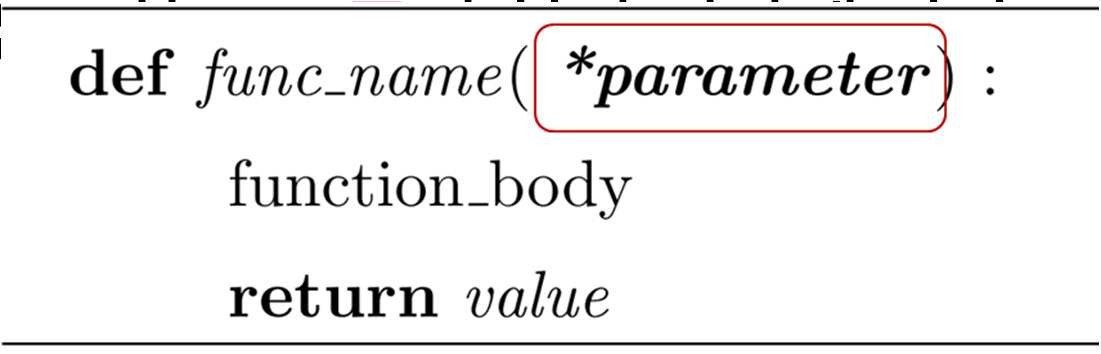 def func_name( *parameter) :
function_body
return value